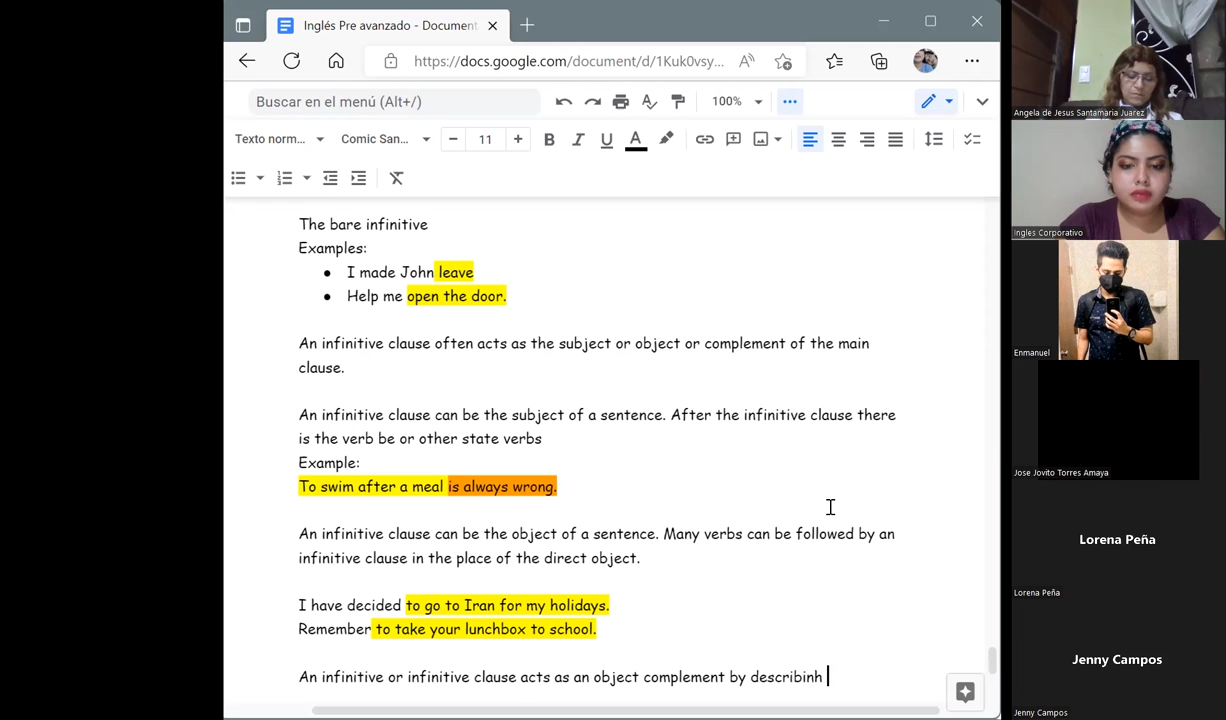 Inglés Pre avanzado - Document
https://docs.google.com/document/d/1Kuk0vsy...
Buscar en el menú (Alt+/)
100%
Texto norm...
Comic San...
11
The bare infinitive
Examples:
● I made John leave
● Help me open the door.
An infinitive clause often acts as the subject or object or complement of the main
clause.
An infinitive clause can be the subject of a sentence. After the infinitive clause there
is the verb be or other state verbs
Example:
To swim after a meal is always wrong.
An infinitive clause can be the object of a sentence. Many verbs can be followed by an
infinitive clause in the place of the direct object.
I have decided to go to Iran for my holidays.
Remember to take your lunchbox to school.
An infinitive or infinitive clause acts as an object complement by describinh
Angela de Jesus Santamaria Juarez
Ingles Corporativo
Enmanuel
Jose Jovito Torres Amaya
Lorena Peña
Lorena Peña
Jenny Campos
Jenny Campos